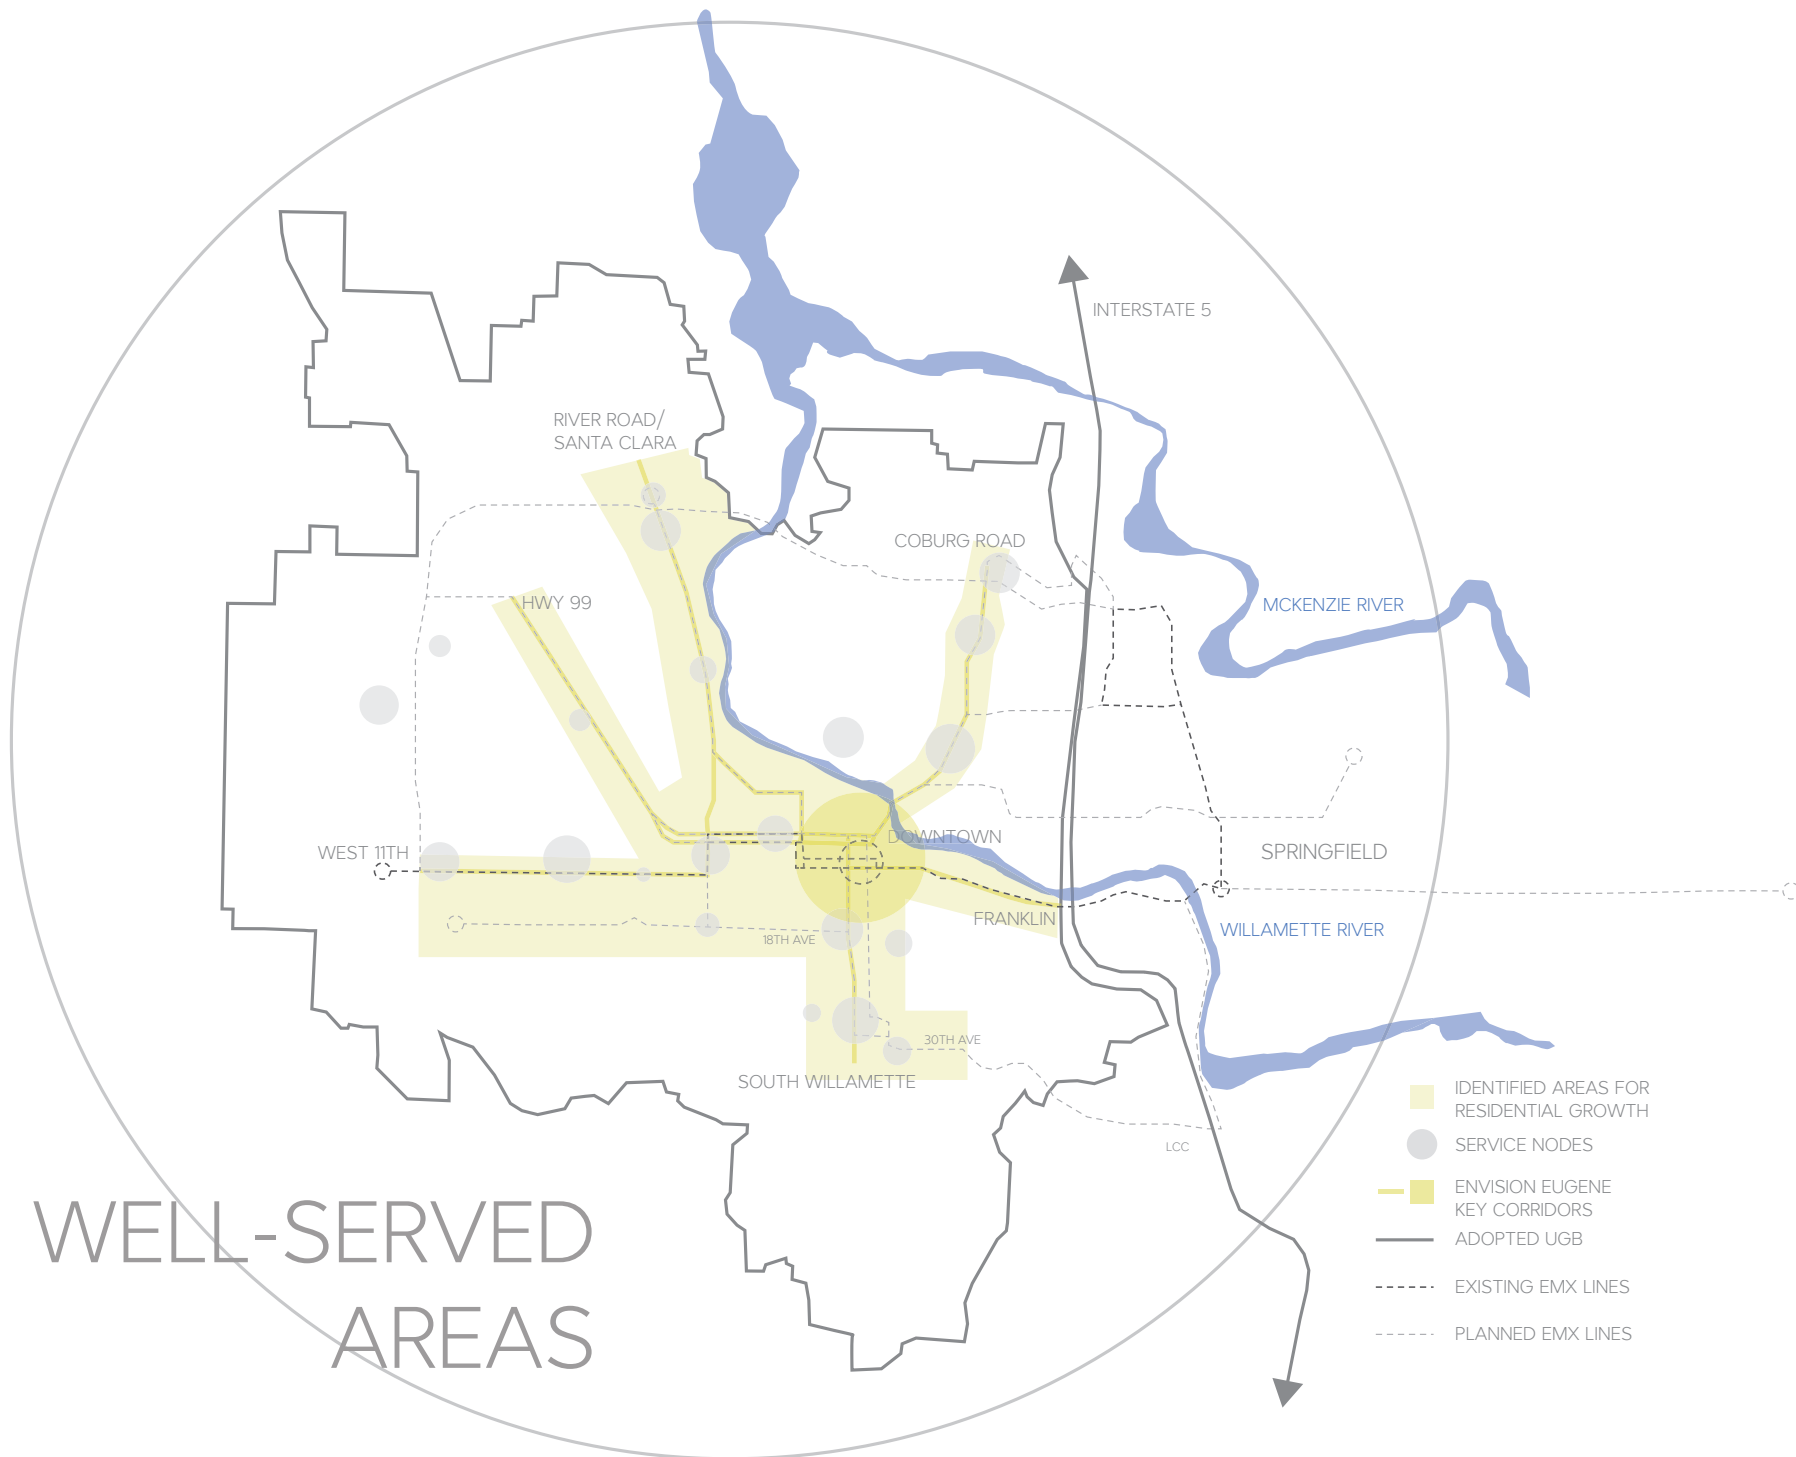 INTERSTATE 5
RIVER ROAD/
SANTA CLARA
COBURG ROAD
HWY 99
MCKENZIE RIVER
DOWNTOWN
WEST 11TH
SPRINGFIELD
FRANKLIN
WILLAMETTE RIVER
18TH AVE
30TH AVE
SOUTH WILLAMETTE
LCC
IDENTIFIED AREAS FOR
RESIDENTIAL GROWTH
SERVICE NODES
ENVISION EUGENE
KEY CORRIDORS
ADOPTED UGB
EXISTING EMX LINES
PLANNED EMX LINES
WELL-SERVED
AREAS